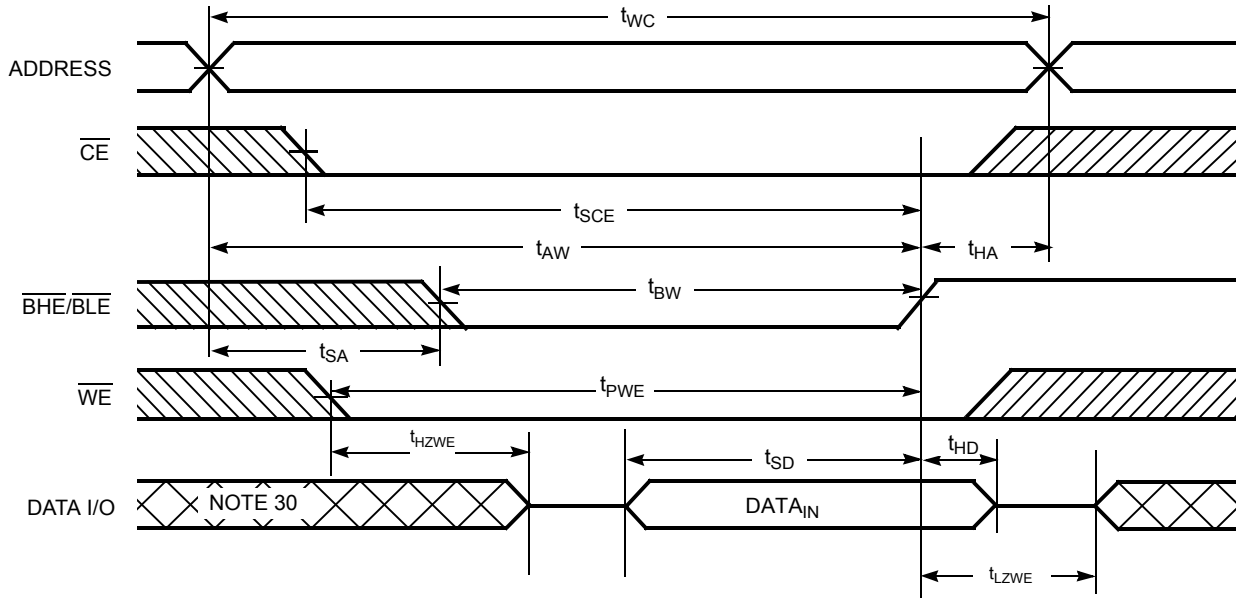 tWC
ADDRESS
CE
tSCE
tAW
tHA
BHE/BLE
tBW
tSA
WE
tPWE
tHZWE
tSD
tHD
DATA I/O
NOTE 30
DATAIN
tLZWE